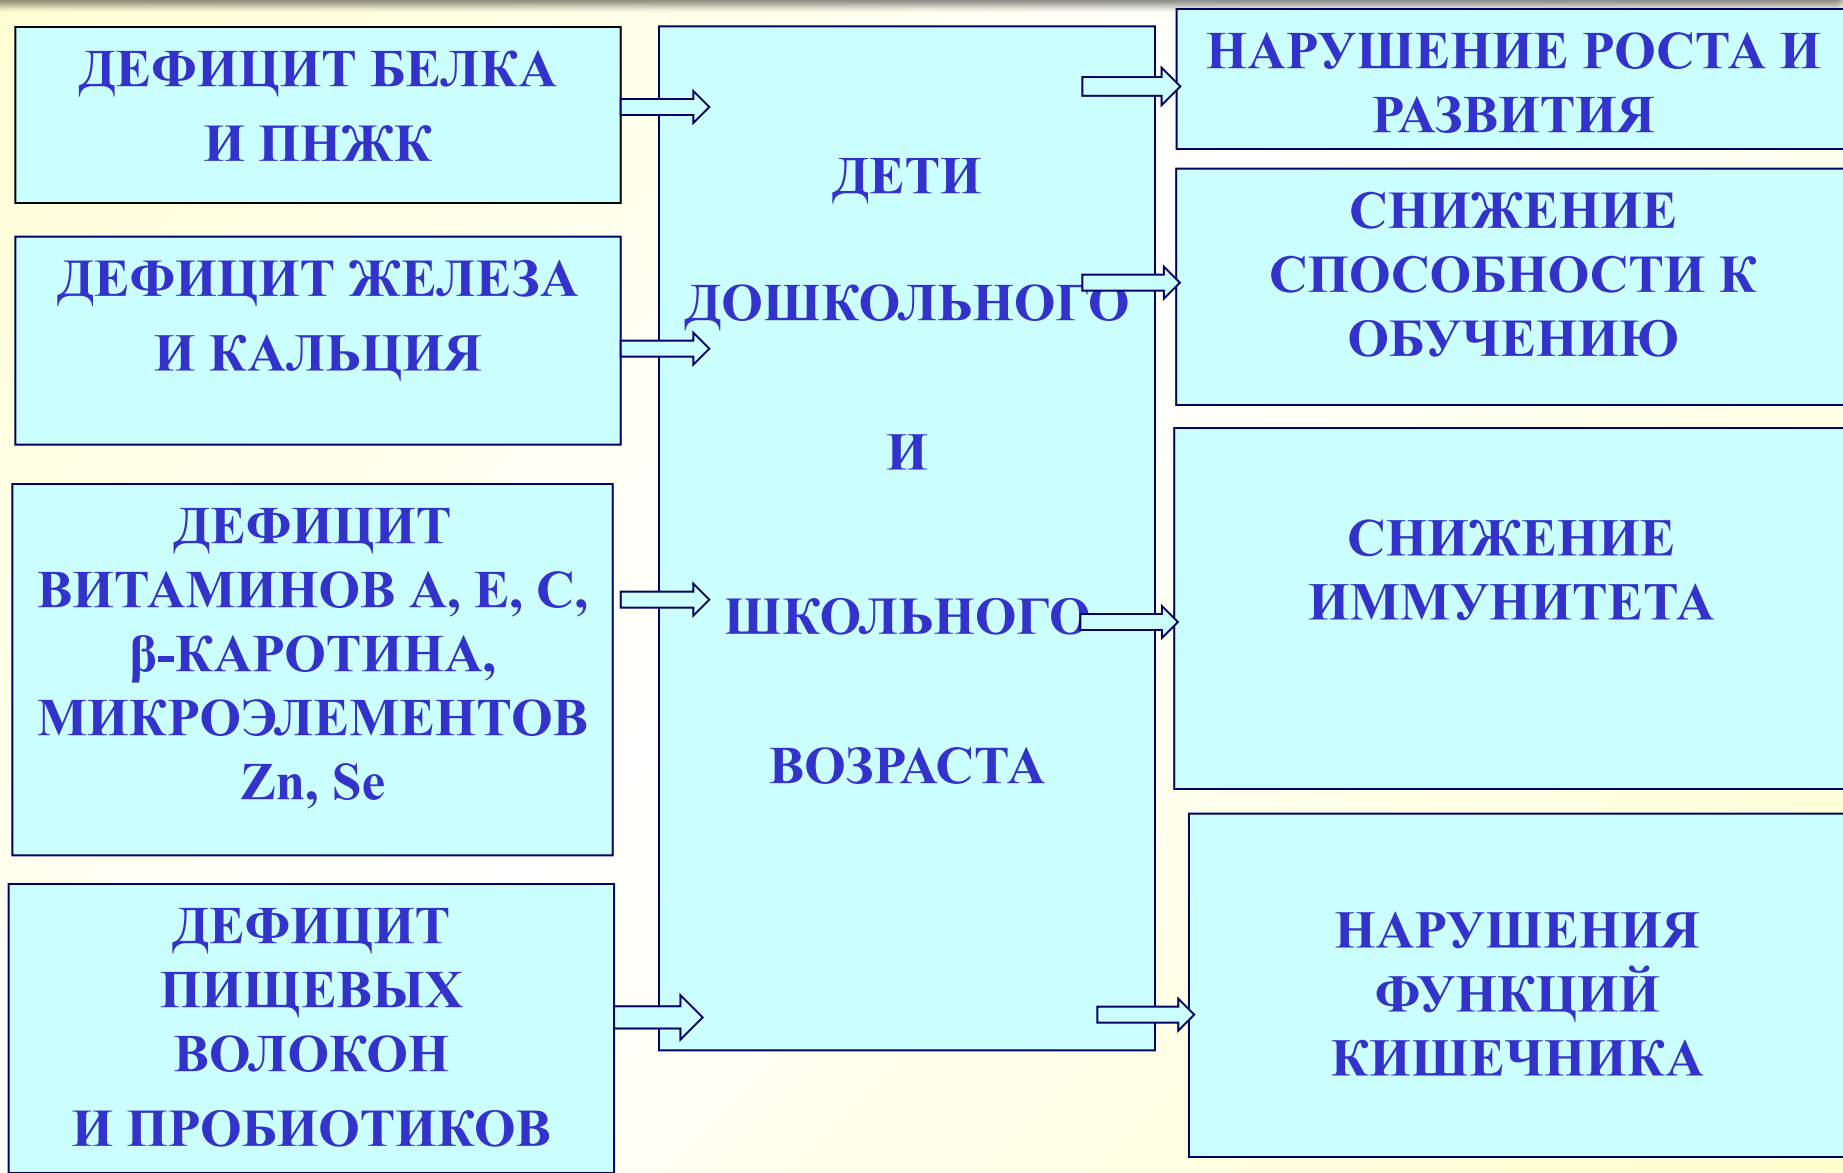 ДЕФИЦИТ БЕЛКА
И ПНЖК
ДЕФИЦИТ ЖЕЛЕЗА
И КАЛЬЦИЯ
ДЕФИЦИТ
ВИТАМИНОВ А, Е, С,
β-КАРОТИНА,
МИКРОЭЛЕМЕНТОВ
Zn, Se
ДЕФИЦИТ
ПИЩЕВЫХ
ВОЛОКОН
И ПРОБИОТИКОВ
ДЕТИ
ДОШКОЛЬНОГО
И
ШКОЛЬНОГО
ВОЗРАСТА
НАРУШЕНИЕ РОСТА И
РАЗВИТИЯ
СНИЖЕНИЕ
СПОСОБНОСТИ К
ОБУЧЕНИЮ
СНИЖЕНИЕ
ИММУНИТЕТА
НАРУШЕНИЯ
ФУНКЦИЙ
КИШЕЧНИКА